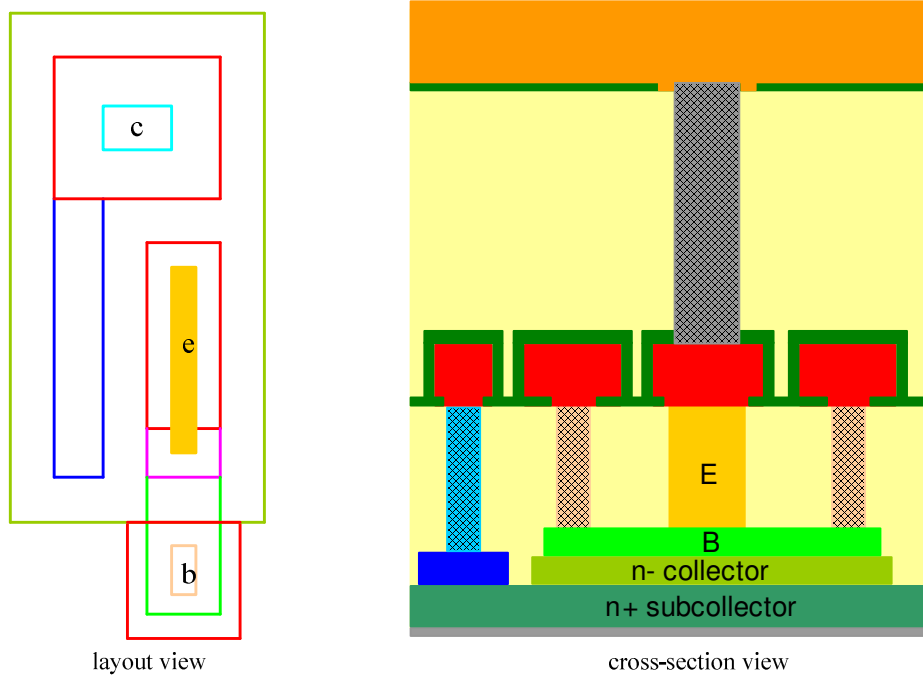 c
e
b
layout view
E
B
n- collector
n+ subcollector
cross-section view